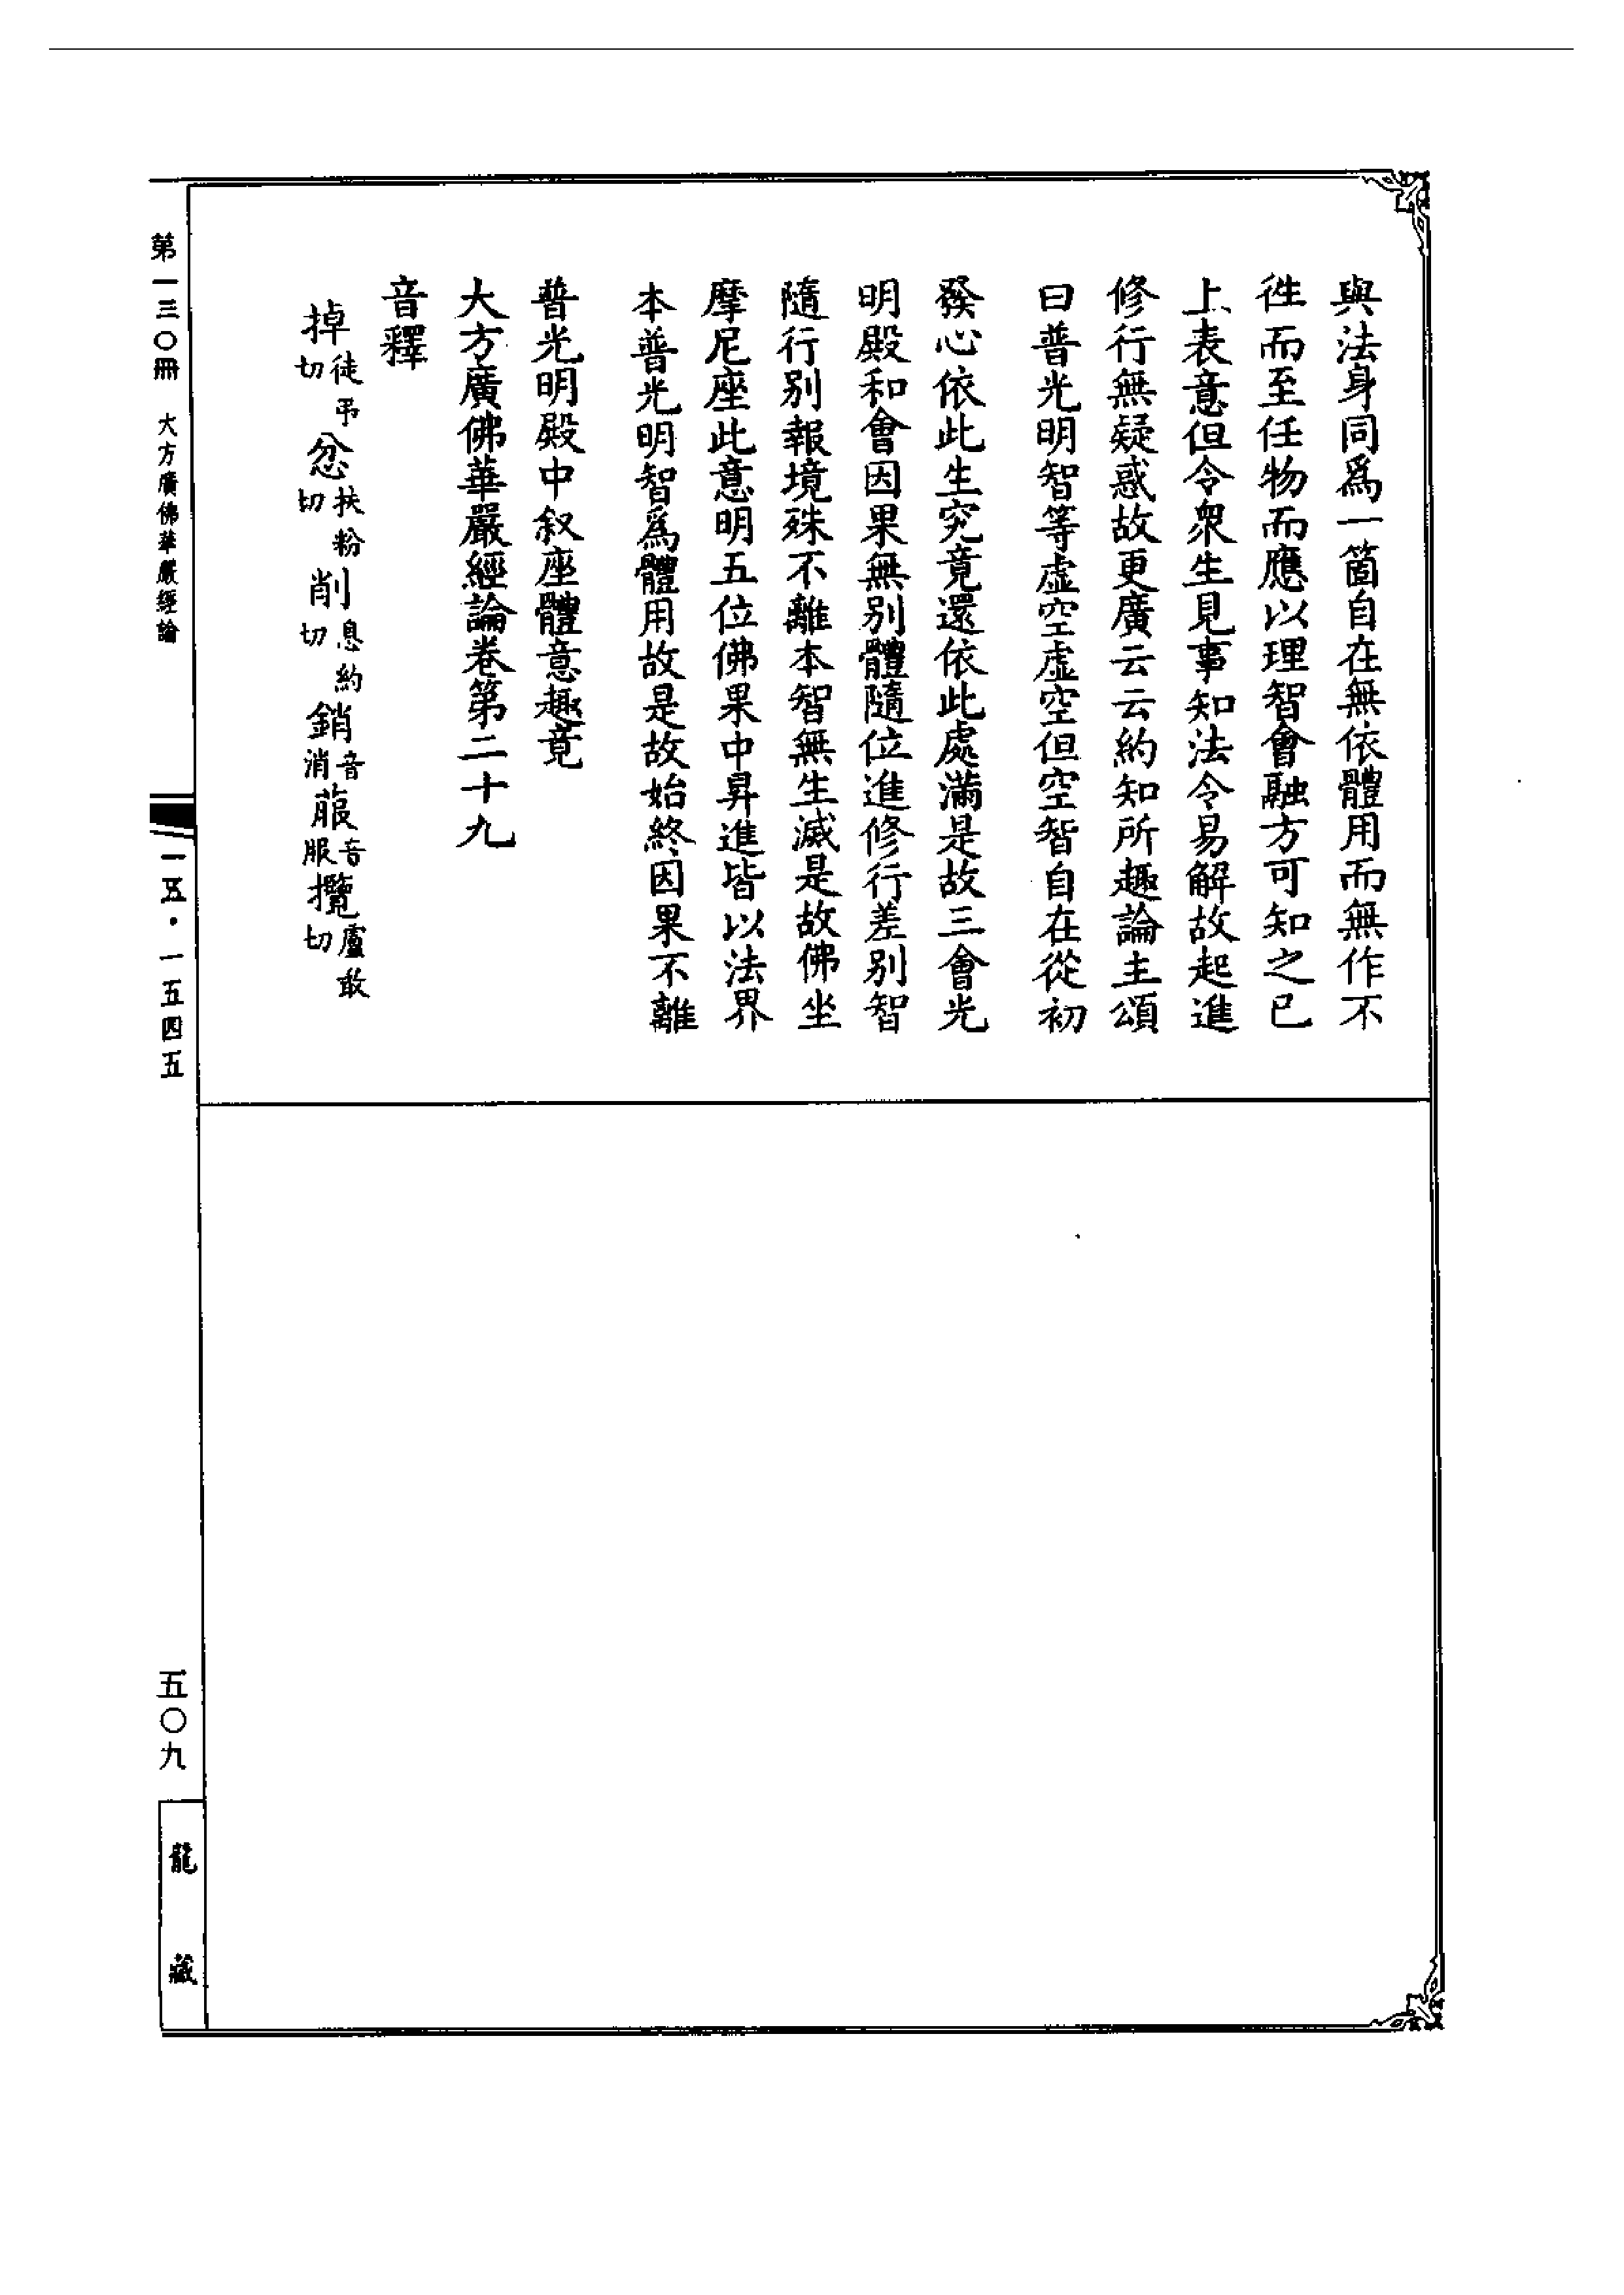 與法身同爲一箇自在無依體用而無作不
徃而至任物而應以理智會融方可知之已
上表意但令衆生見事知法令易解故起進
修行無疑惑故更廣云云約知所趣論主頌
曰普光明智等虛空虛空但空智自在從初
發心依此生究竟還依此處滿是故三會光
明殿和會因果無别體隨位進修行差别智
隨行别報境殊不離本智無生滅是故佛坐
摩尼座此意明五位佛果中昇進皆以法界
本普光明智爲體用故是故始終因果不離
普光明殿中叙座體意趣竟
大方廣佛華嚴經論卷第二十九
音釋
掉徒弔切忿扶粉切削息約切銷音消菔音服攬盧敢切
第一三〇冊 大方廣佛華嚴經論
一五・一五四五
五〇九
龍藏